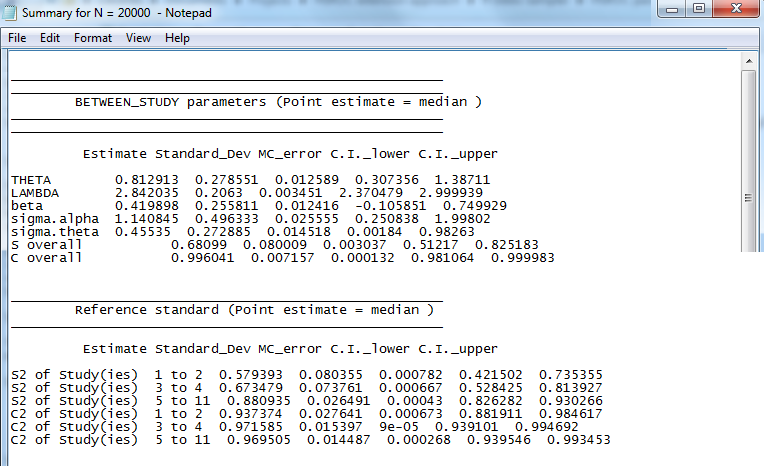 Summary for N = 20000 - Notepad
File Edit Format View Help
BETWEEN_STUDY parameters (Point estimate = median )
Estimate Standard_Dev MC_error C.I._lower C.I._upper
THETA 0.812913 0.278551 0.012589 0.307356 1.38711
LAMBDA 2.842035 0.2063 0.003451 2.370479 2.999939
beta 0.419898 0.255811 0.012416 -0.105851 0.749929
sigma.alpha 1.140845 0.496333 0.025555 0.250838 1.99802
sigma.theta 0.45535 0.272885 0.014518 0.00184 0.98263
S overall 0.68099 0.080009 0.003037 0.51217 0.825183
C overall 0.996041 0.007157 0.000132 0.981064 0.999983
Reference standard (Point estimate = median )
Estimate Standard_Dev MC_error C.I._lower C.I._upper
S2 of Study(ies) 1 to 2 0.579393 0.080355 0.000782 0.421502 0.735355
S2 of Study(ies) 3 to 4 0.673479 0.073761 0.000667 0.528425 0.813927
S2 of Study(ies) 5 to 11 0.880935 0.026491 0.00043 0.826282 0.930266
C2 of Study(ies) 1 to 2 0.937374 0.027641 0.000673 0.881911 0.984617
C2 of Study(ies) 3 to 4 0.971585 0.015397 9e-05 0.939101 0.994692
C2 of Study(ies) 5 to 11 0.969505 0.014487 0.000268 0.939546 0.993453